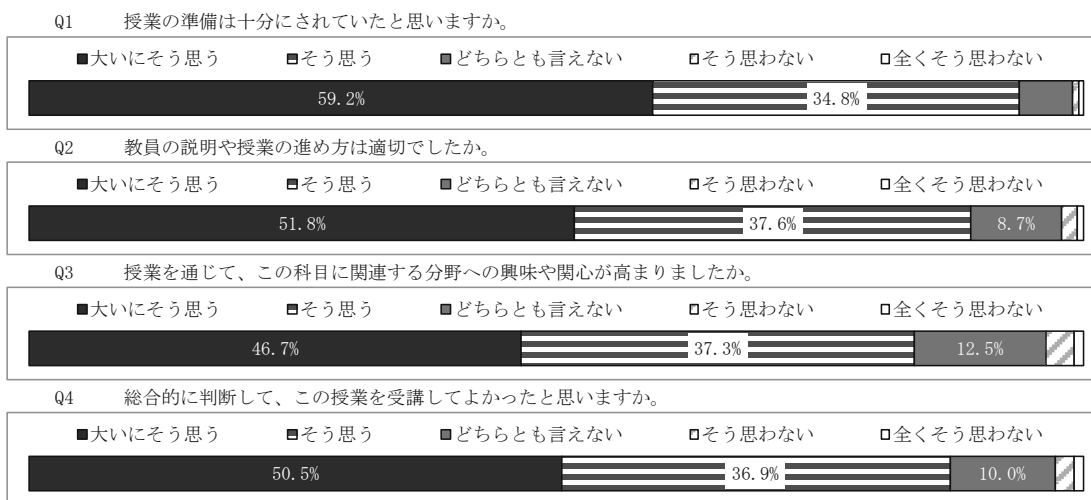 Q1 授業の準備は十分にされていたと思いますか。
■大いにそう思う ■そう思う ■どちらとも言えない □そう思わない □全くそう思わない
59.2% 34.8%
Q2 教員の説明や授業の進め方は適切でしたか。
■大いにそう思う ■そう思う ■どちらとも言えない □そう思わない □全くそう思わない
51.8% 37.6% 8.7%
Q3 授業を通じて、この科目に関連する分野への興味や関心が高まりましたか。
■大いにそう思う ■そう思う ■どちらとも言えない □そう思わない □全くそう思わない
46.7% 37.3% 12.5%
Q4 総合的に判断して、この授業を受講してよかったと思いますか。
■大いにそう思う ■そう思う ■どちらとも言えない □そう思わない □全くそう思わない
50.5% 36.9% 10.0%